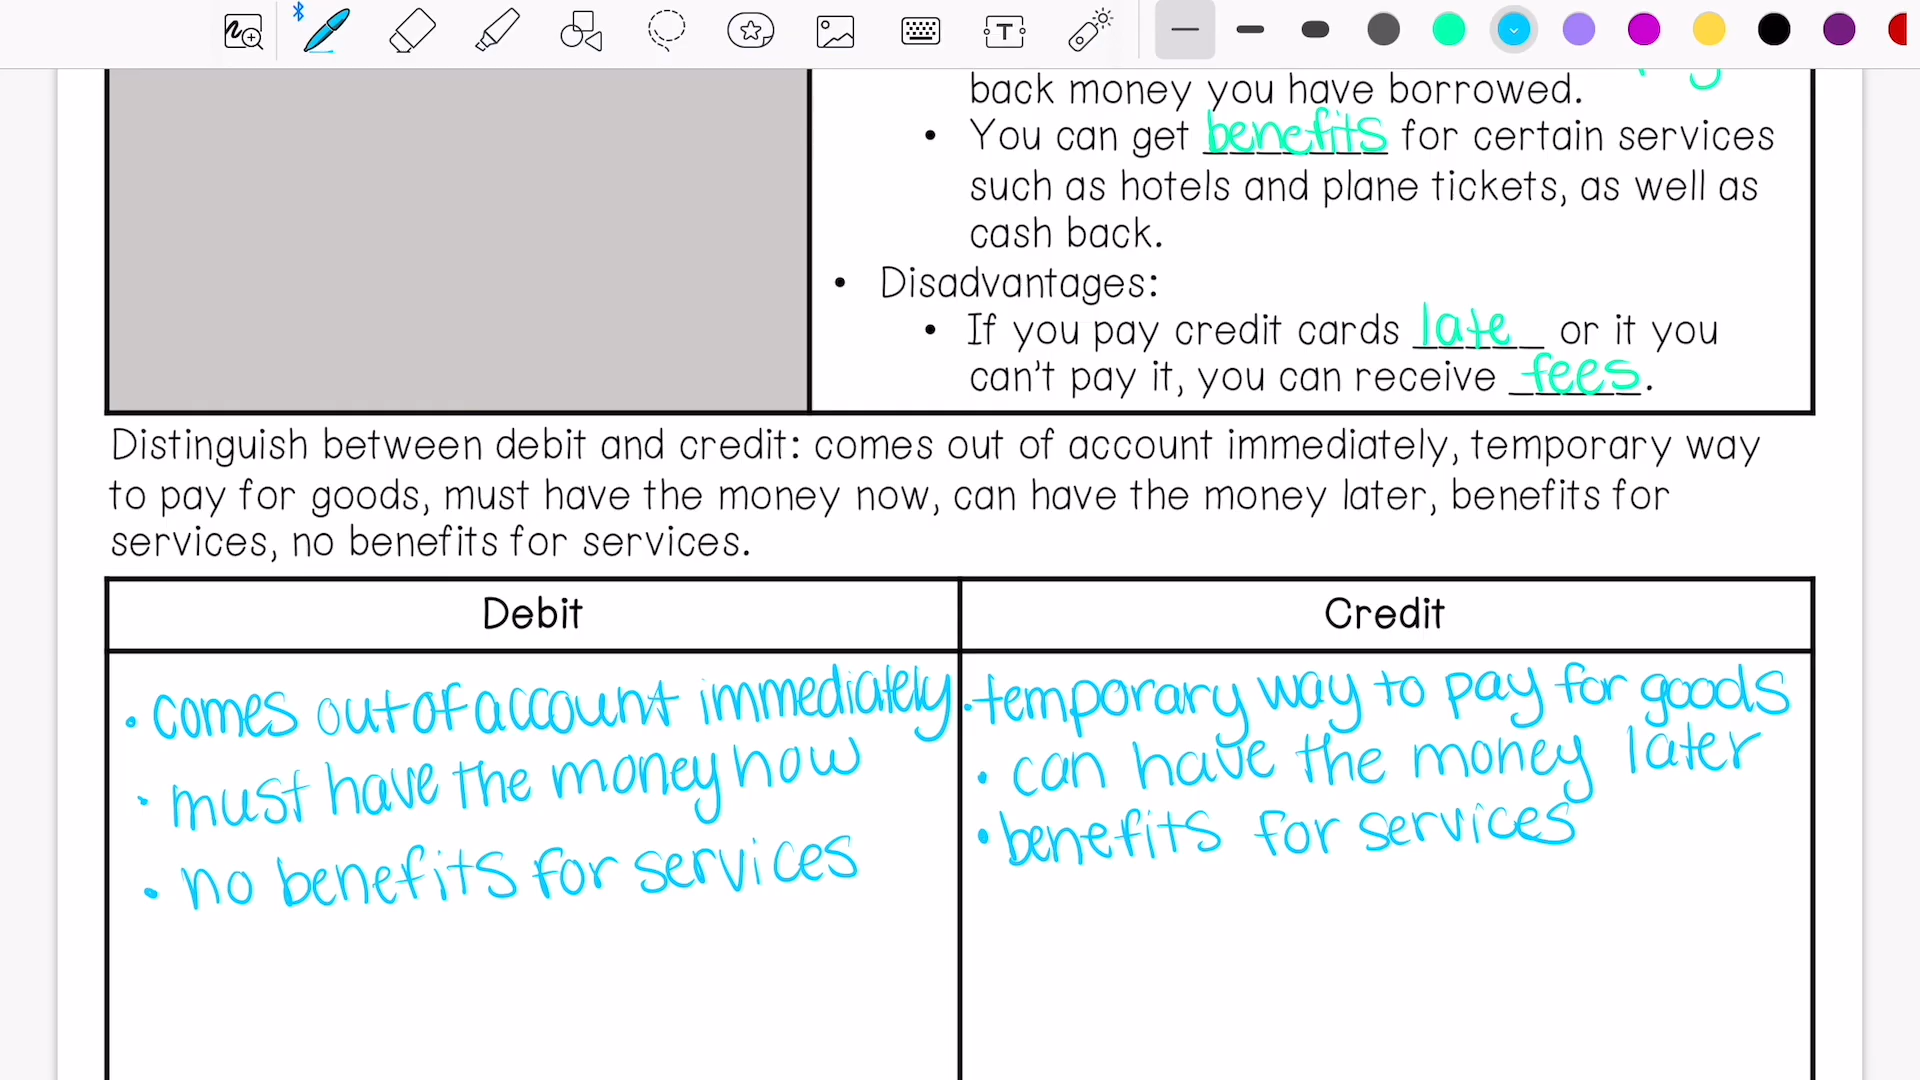 back money you have borrowed.
• You can get benefits for certain services
such as hotels and plane tickets, as well as
cash back.
• Disadvantages:
• If you pay credit cards late or it you
can't pay it, you can receive fees.
Distinguish between debit and credit: comes out of account immediately, temporary way
to pay for goods, must have the money now, can have the money later, benefits for
services, no benefits for services.
Debit
Credit
• comes out of account immediately
• must have the money now
• no benefits for services
• temporary way to pay for goods
• can have the money later
• benefits for services